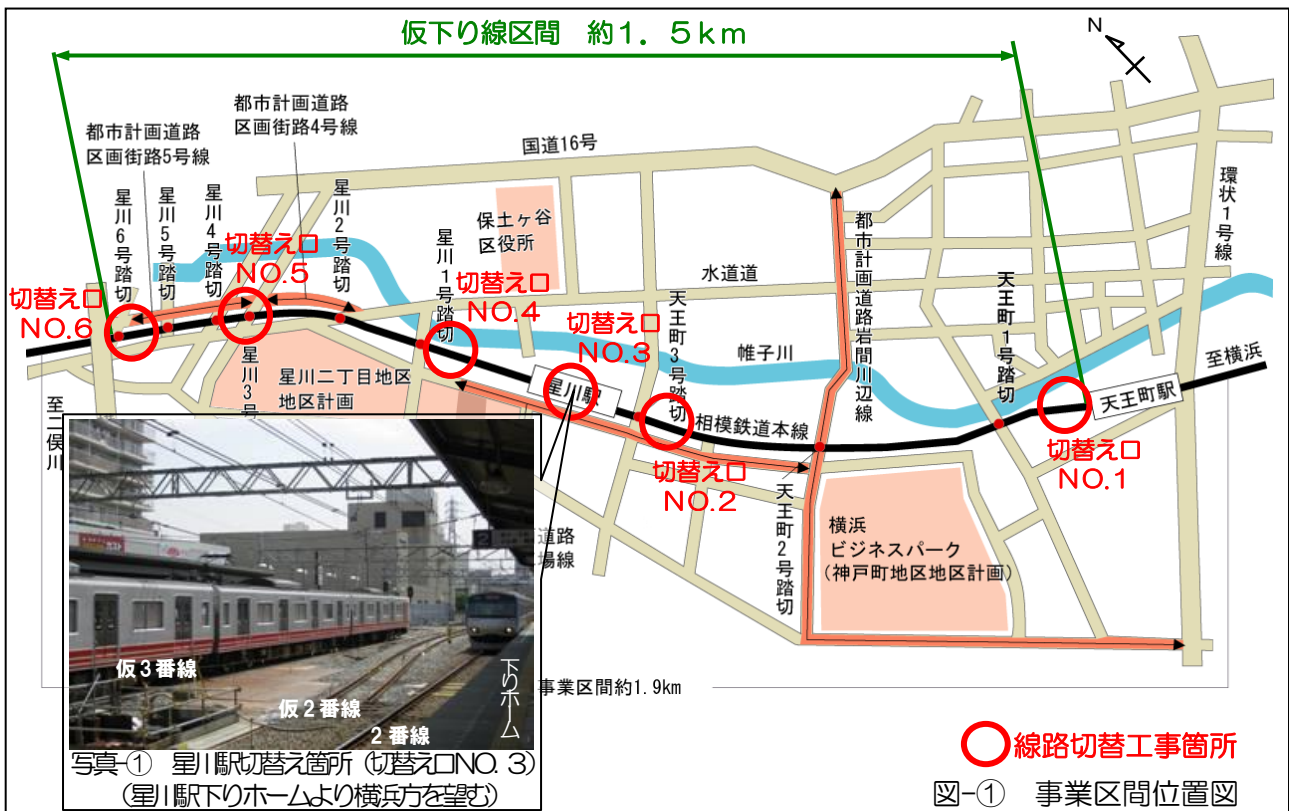 仮下り線区間 約1.5km
N
都市計画道路
区画街路4号線
都市計画道路
区画街路5号線
国道16号
環状1号線
星川6号踏切
星川5号踏切
星川4号踏切
星川2号踏切
星川1号踏切
保土ヶ谷
区役所
都市計画道路岩間川辺線
水道道
切替え口
NO.6
切替え口
NO.5
切替え口
NO.4
切替え口
NO.3
天王町3号踏切
帷子川
天王町1号踏切
至横浜
天王町駅
星川3号
星川二丁目地区
地区計画
星川駅
相模鉄道本線
切替え口
NO.2
切替え口
NO.1
至二俣川
天王町2号踏切
横浜
ビジネスパーク
(神戸町地区地区計画)
道路
場線
2
仮3番線
仮2番線
2番線
下りホーム
事業区間約1.9km
写真-① 星川駅切替え箇所(切替え口NO.3)
(星川駅下りホームより横浜方を望む)
線路切替工事箇所
図-① 事業区間位置図